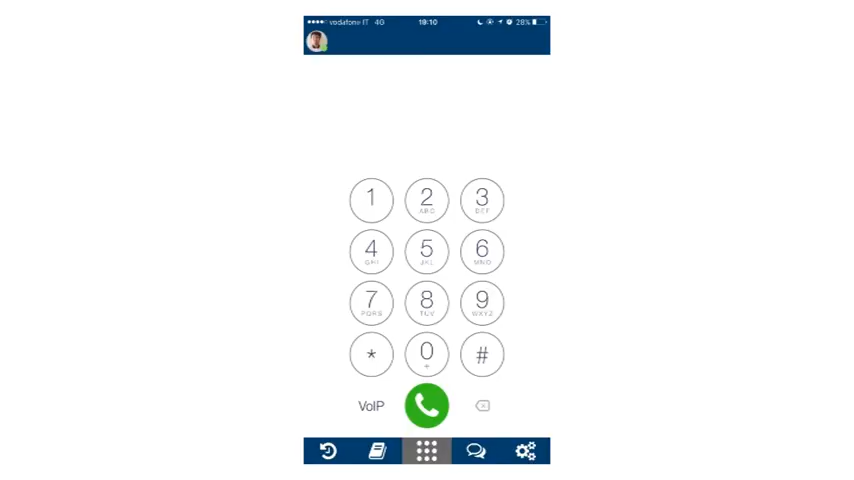 vodafone IT 4G 19:10 28%
1 2 3
ABC DEF
4 5 6
GHI JKL MNO
7 8 9
PQRS TUV WXYZ
* 0 #
+
VoIP